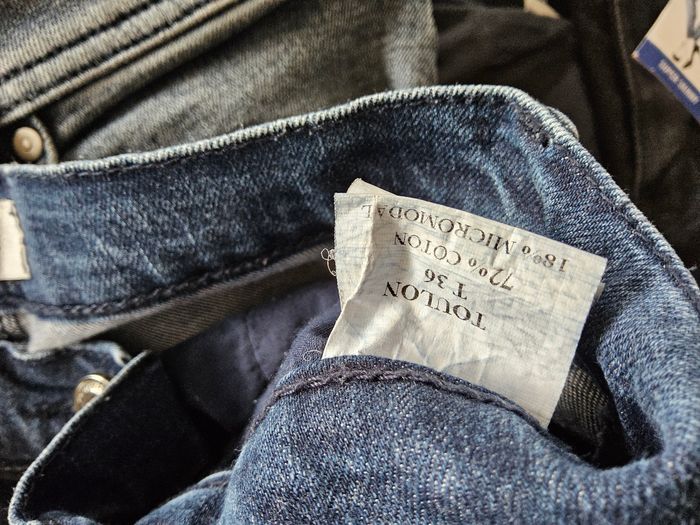 TOULON
T 36
72% COTON
18% MICROMODAL